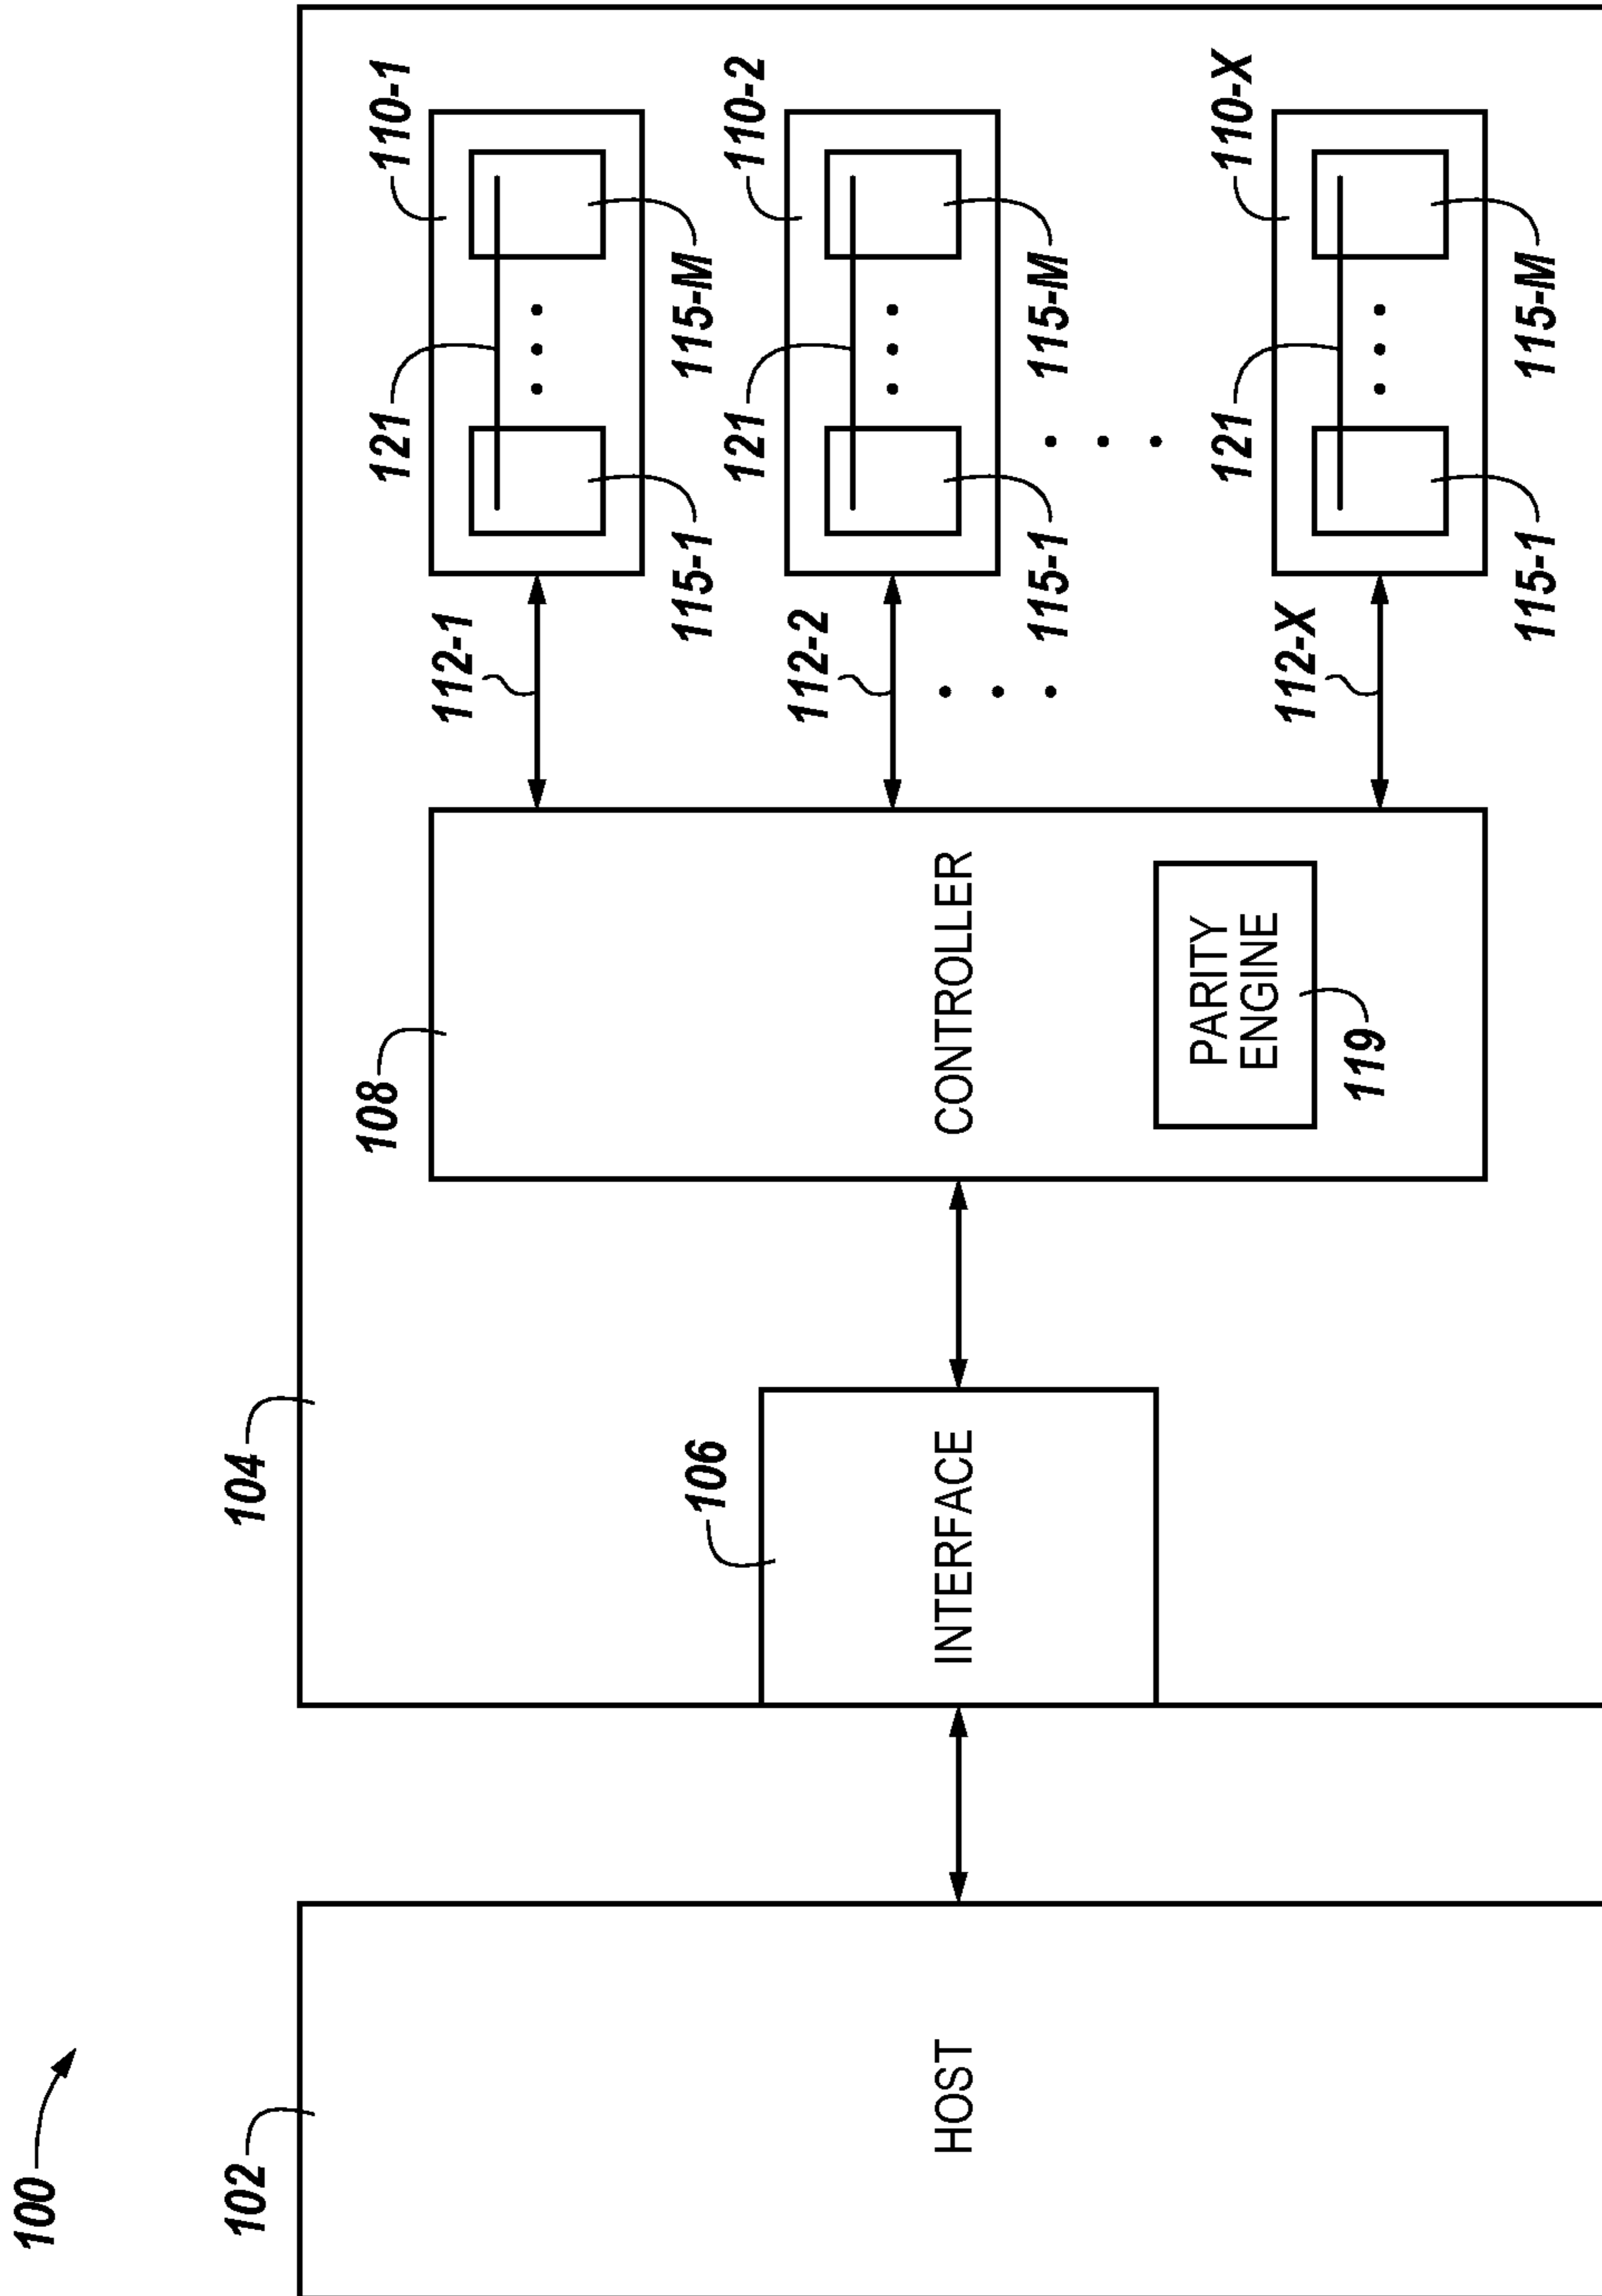 100
102
HOST
104
106
INTERFACE
108
CONTROLLER
PARITY
ENGINE
119
112-1
121
110-1
115-1
115-M
112-2
121
110-2
115-1
115-M
112-X
121
110-X
115-1
115-M